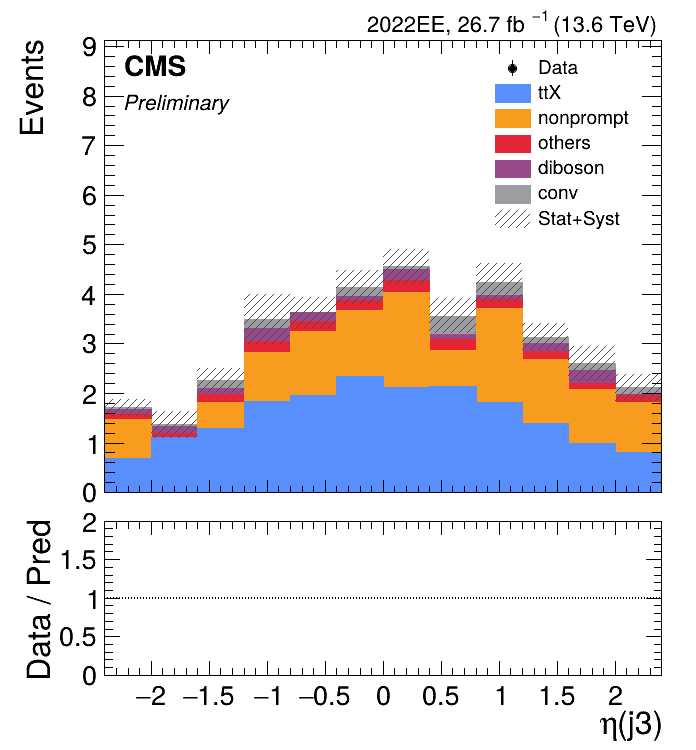 2022EE, 26.7 fb⁻¹ (13.6 TeV)
CMS
Preliminary
Events
9
8
7
6
5
4
3
2
1
0
Data
ttX
nonprompt
others
diboson
conv
Stat+Syst
Data / Pred
2
1.5
1
0.5
0
−2 −1.5 −1 −0.5 0 0.5 1 1.5 2
η(j3)